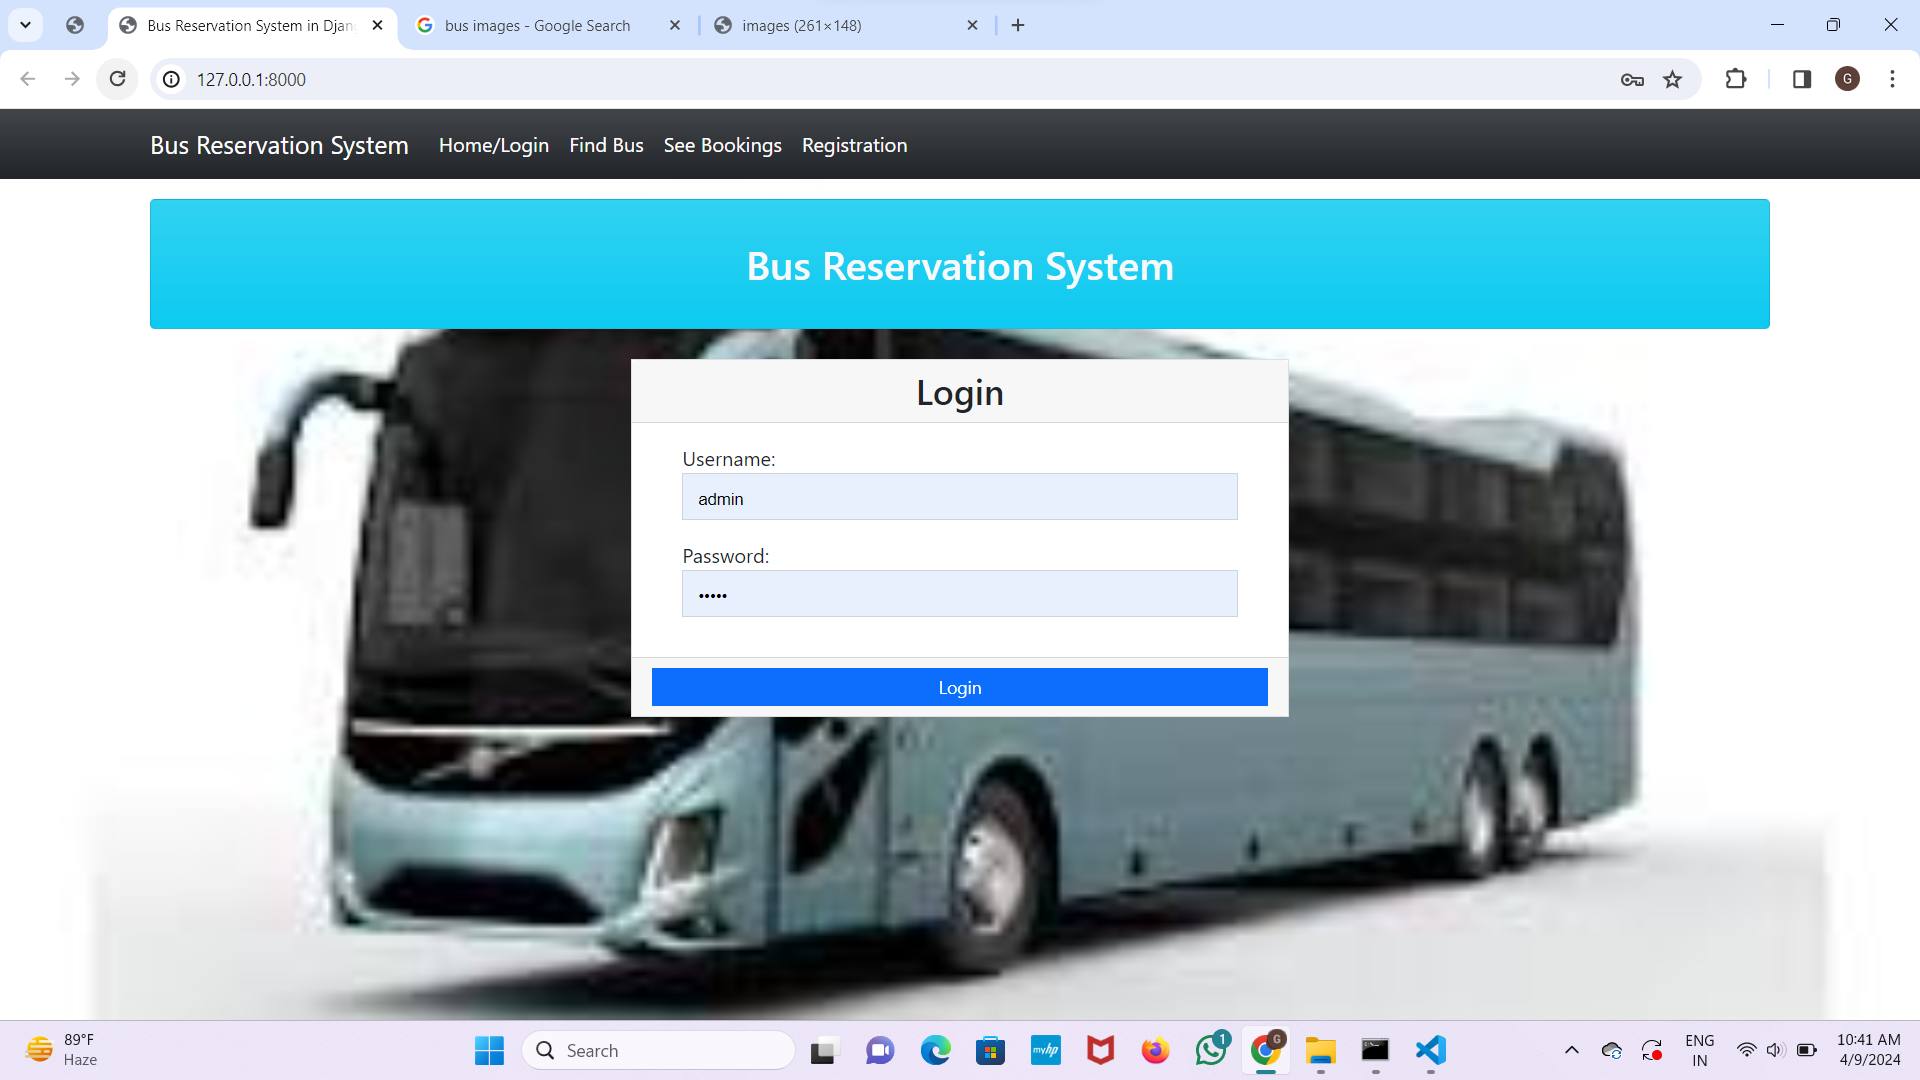 Bus Reservation System in Djan
bus images - Google Search
images (261×148)
127.0.0.1:8000
G
Bus Reservation System
Home/Login
Find Bus
See Bookings
Registration
Bus Reservation System
Login
Username:
admin
Password:
•••••
Login
89°F
Haze
Search
myhp
1
G
ENG
IN
10:41 AM
4/9/2024